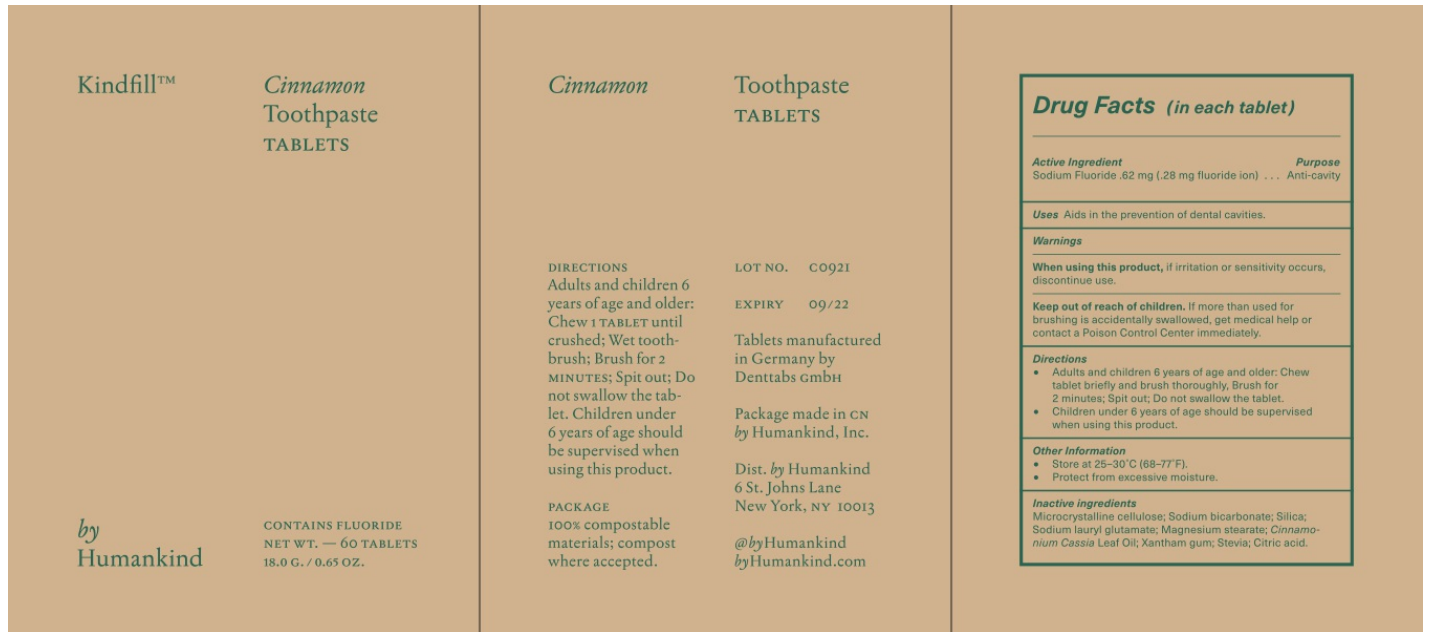 Kindfill™
Cinnamon
Toothpaste
TABLETS
by
Humankind
CONTAINS FLUORIDE
NET WT. — 60 TABLETS
18.0 G. / 0.65 OZ.
Cinnamon
Toothpaste
TABLETS
DIRECTIONS
Adults and children 6
years of age and older:
Chew 1 TABLET until
crushed; Wet tooth-
brush; Brush for 2
MINUTES; Spit out; Do
not swallow the tab-
let. Children under
6 years of age should
be supervised when
using this product.
PACKAGE
100% compostable
materials; compost
where accepted.
LOT NO. C0921
EXPIRY 09/22
Tablets manufactured
in Germany by
Denttabs GmbH
Package made in CN
by Humankind, Inc.
Dist. by Humankind
6 St. Johns Lane
New York, NY 10013
@byHumankind
byHumankind.com
Drug Facts (in each tablet)
Active Ingredient Purpose
Sodium Fluoride .62 mg (.28 mg fluoride ion) . . . Anti-cavity
Uses Aids in the prevention of dental cavities.
Warnings
When using this product, if irritation or sensitivity occurs,
discontinue use.
Keep out of reach of children. If more than used for
brushing is accidentally swallowed, get medical help or
contact a Poison Control Center immediately.
Directions
• Adults and children 6 years of age and older: Chew
tablet briefly and brush thoroughly, Brush for
2 minutes; Spit out; Do not swallow the tablet.
• Children under 6 years of age should be supervised
when using this product.
Other Information
• Store at 25–30˚C (68–77˚F).
• Protect from excessive moisture.
Inactive ingredients
Microcrystalline cellulose; Sodium bicarbonate; Silica;
Sodium lauryl glutamate; Magnesium stearate; Cinnamo-
nium Cassia Leaf Oil; Xantham gum; Stevia; Citric acid.